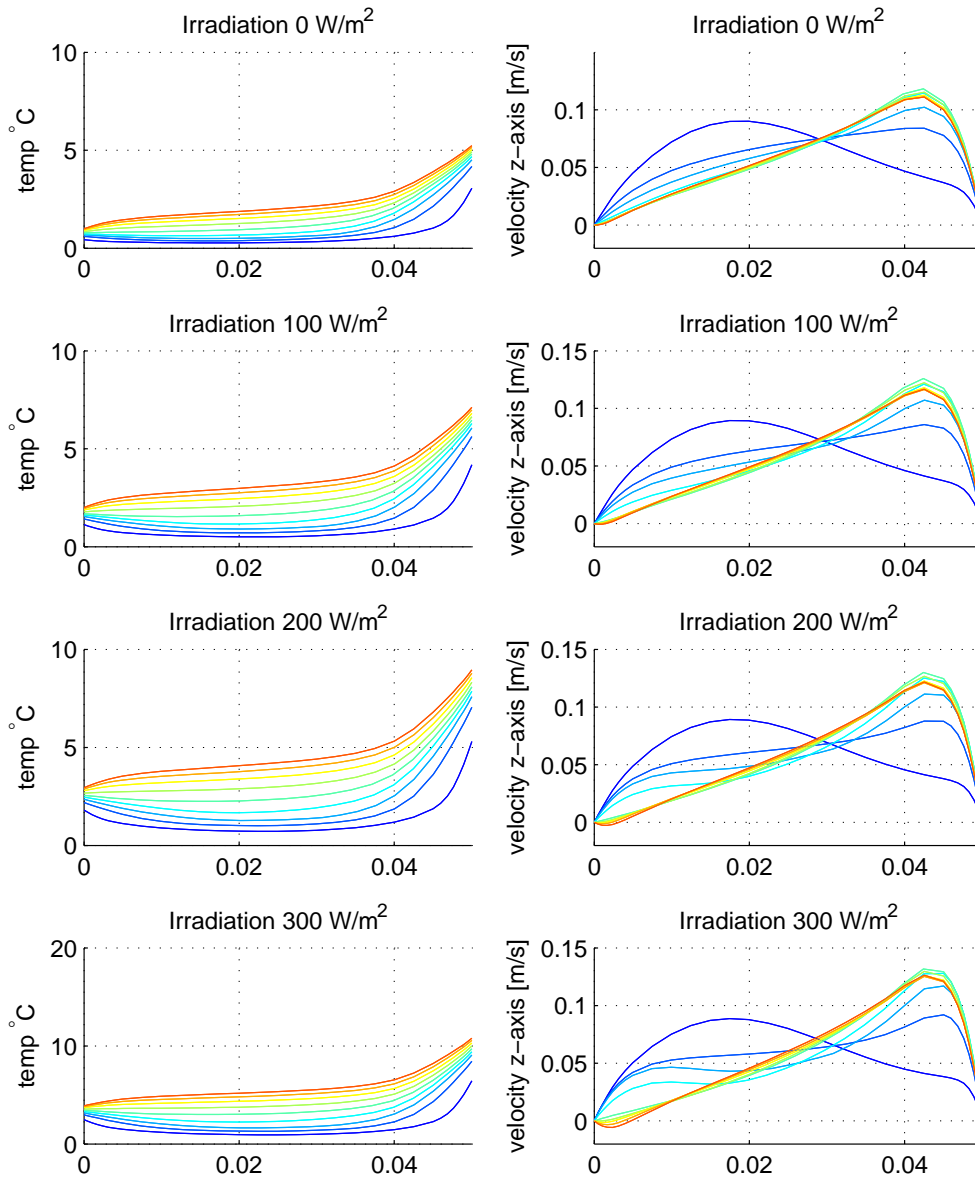 Irradiation 0 W/m²
temp °C
10
5
0
0 0.02 0.04
Irradiation 0 W/m²
velocity z−axis [m/s]
0.1
0.05
0
0 0.02 0.04
Irradiation 100 W/m²
temp °C
10
5
0
0 0.02 0.04
Irradiation 100 W/m²
velocity z−axis [m/s]
0.15
0.1
0.05
0
0 0.02 0.04
Irradiation 200 W/m²
temp °C
10
5
0
0 0.02 0.04
Irradiation 200 W/m²
velocity z−axis [m/s]
0.15
0.1
0.05
0
0 0.02 0.04
Irradiation 300 W/m²
temp °C
20
10
0
0 0.02 0.04
Irradiation 300 W/m²
velocity z−axis [m/s]
0.15
0.1
0.05
0
0 0.02 0.04